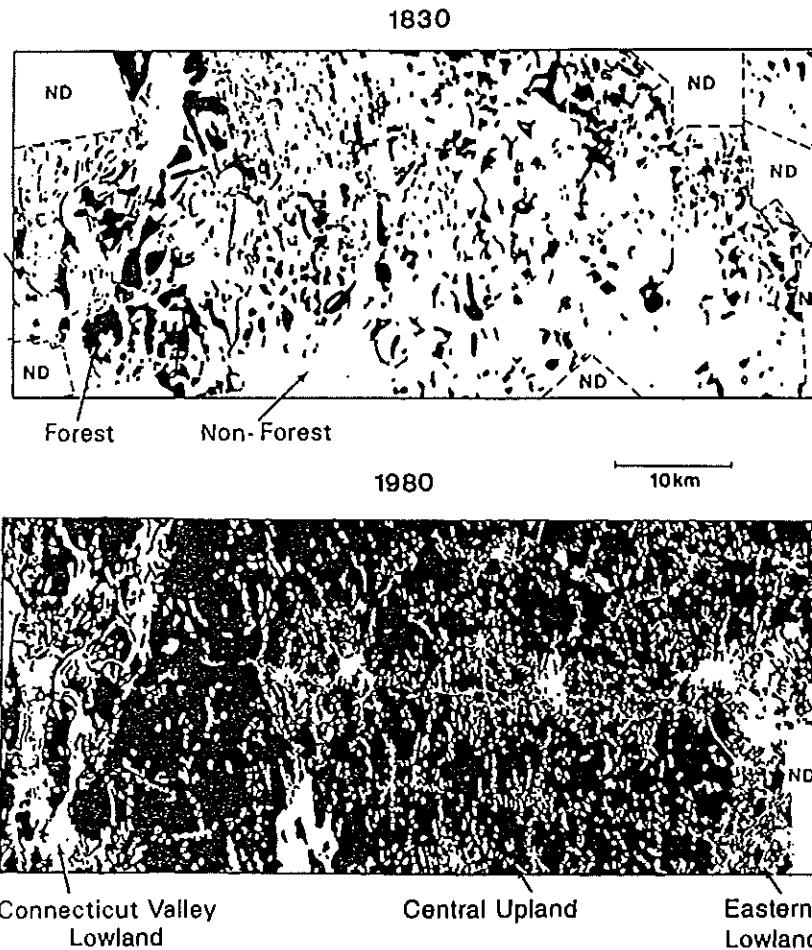 1830
ND
ND
ND
ND
ND
N
Forest
Non-Forest
10km
1980
ND
Connecticut Valley
Lowland
Central Upland
Eastern
Lowland